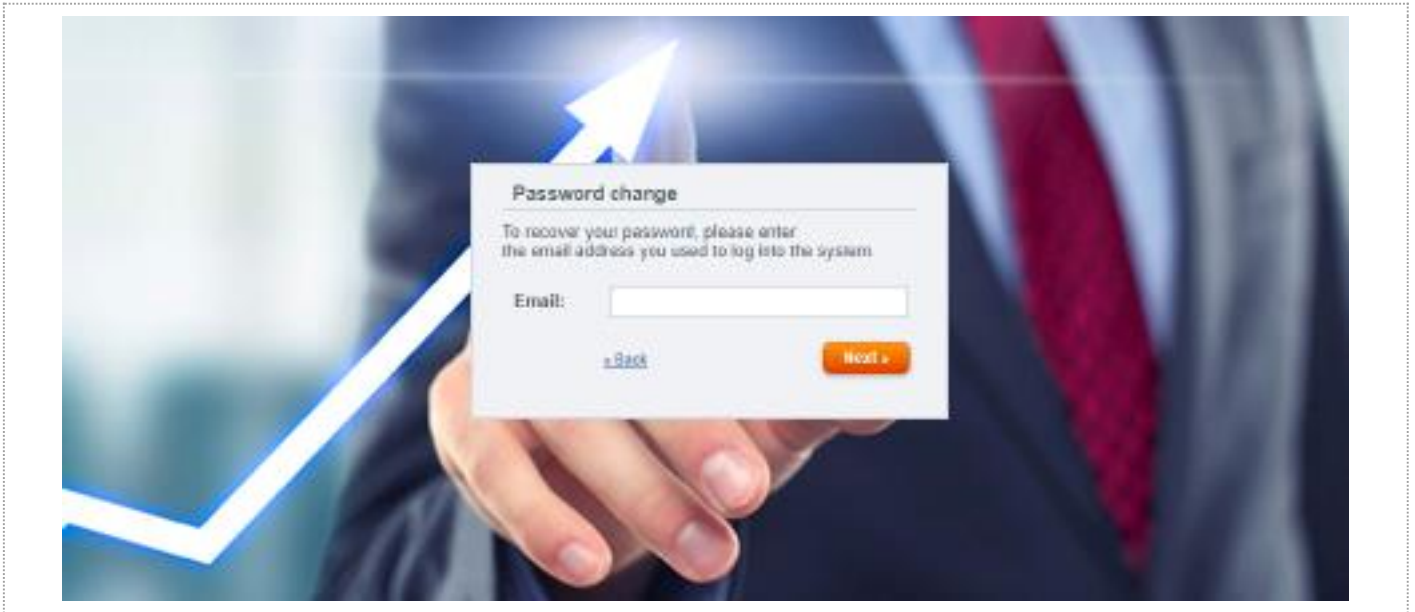 Password change
To recover your password, please enter
the email address you used to log into the system
Email:
« Back
Next »